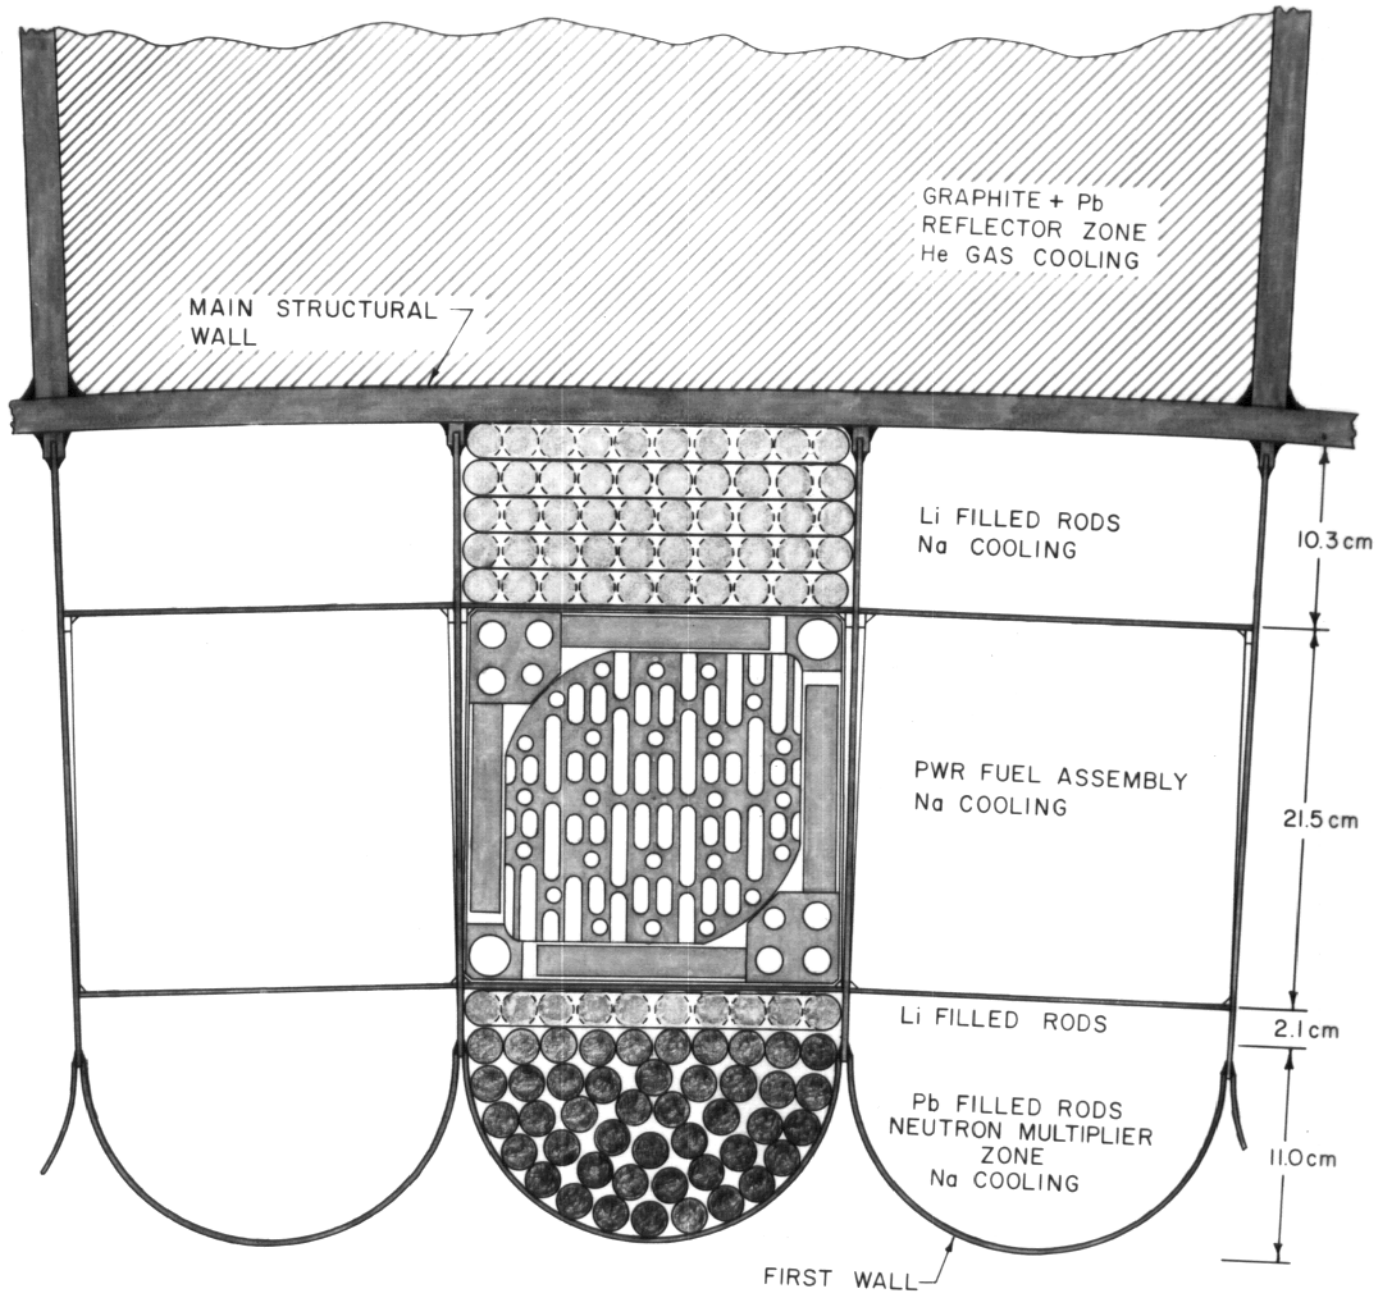 GRAPHITE + Pb
REFLECTOR ZONE
He GAS COOLING
MAIN STRUCTURAL
WALL
Li FILLED RODS
Na COOLING
10.3 cm
PWR FUEL ASSEMBLY
Na COOLING
21.5 cm
Li FILLED RODS
2.1 cm
Pb FILLED RODS
NEUTRON MULTIPLIER
ZONE
Na COOLING
11.0 cm
FIRST WALL